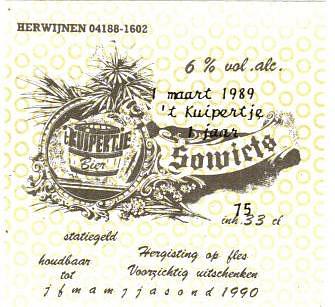 HERWIJNEN 04188-1602
6 % vol. alc.
1 maart 1989
't Kuipertje
6 jaar
't KUIPERTJE
Bier
Sowiets
75
inh. 33 cl
statiegeld
Hergisting op fles
houdbaar
Voorzichtig uitschenken
tot
j f m a m j j a s o n d 1990